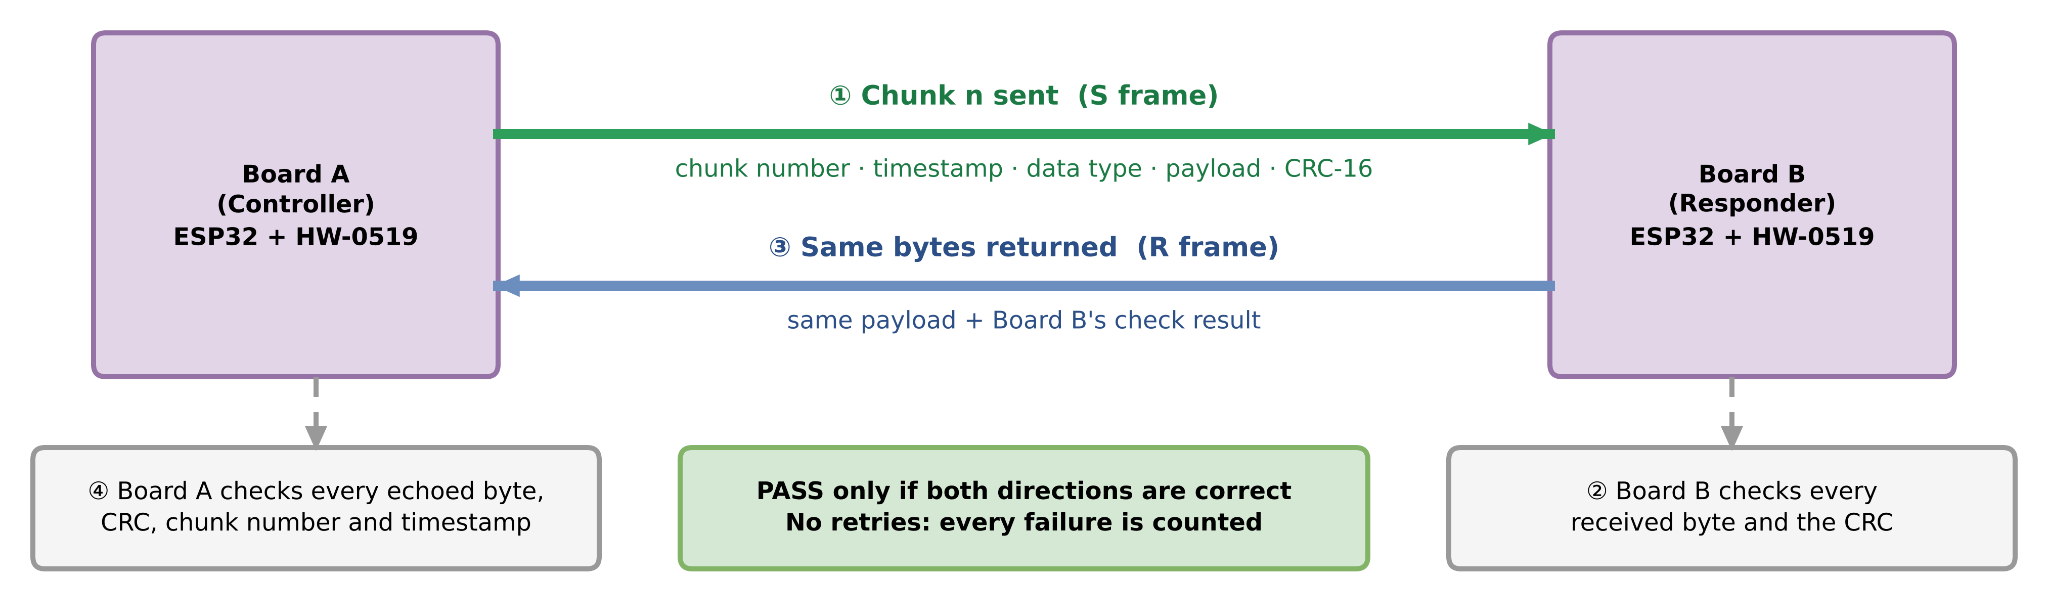 ① Chunk n sent  (S frame)
chunk number · timestamp · data type · payload · CRC-16
Board A
(Controller)
ESP32 + HW-0519
Board B
(Responder)
ESP32 + HW-0519
③ Same bytes returned  (R frame)
same payload + Board B's check result
④ Board A checks every echoed byte,
CRC, chunk number and timestamp
PASS only if both directions are correct
No retries: every failure is counted
② Board B checks every
received byte and the CRC